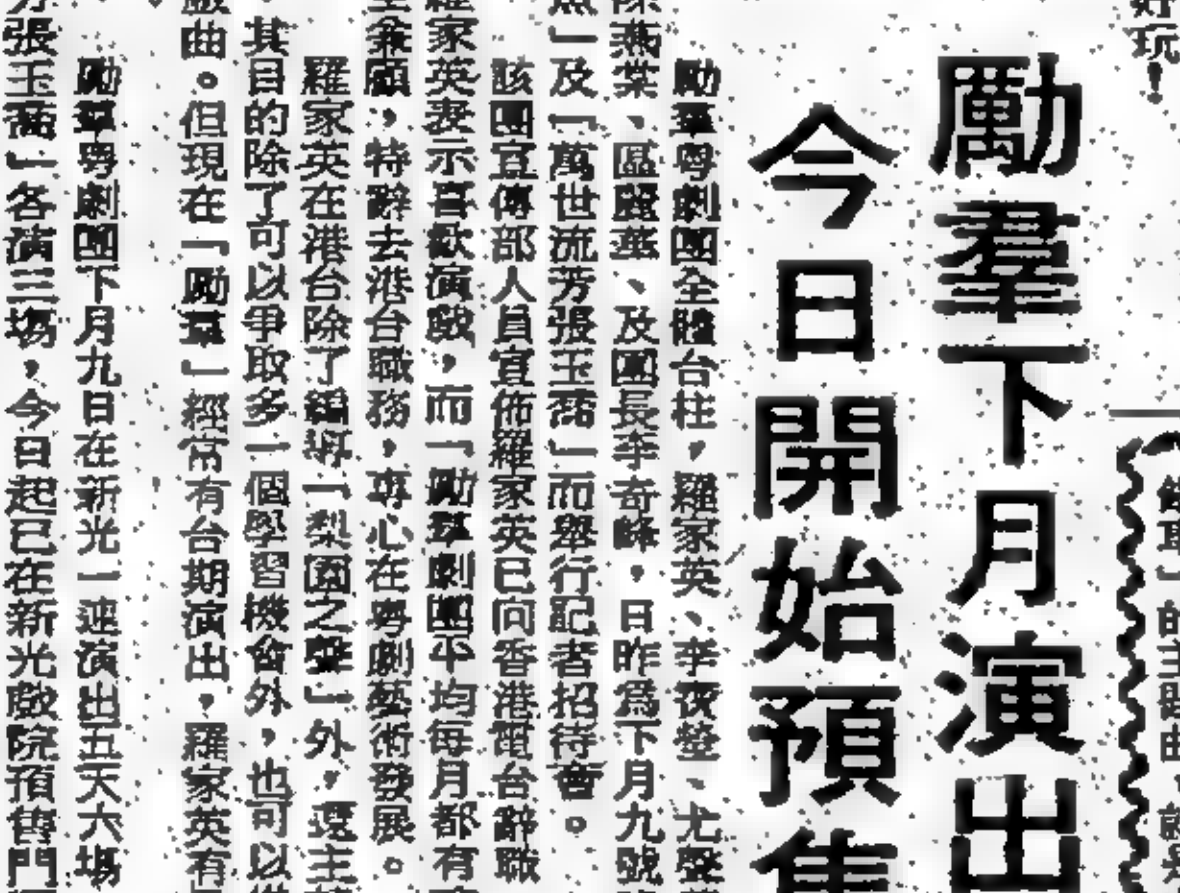 好玩！
勵羣下月演出
今日開始預售
勵羣粵劇團全體台柱，羅家英、李夜瑩、尤聲
燕棠、區麗華、及團長李奇峰，日昨爲下月九號
」及「萬世流芳張玉喬」而舉行記者招待會。
該團宣傳部人員宣佈羅家英已向香港電台辭職
家英表示喜歡演戲，而「勵羣劇團平均每月都有
兼顧，特辭去港台職務，專心在粵劇藝術發展。
羅家英在港台除了編輯「梨園之聲」外，還主
其目的除了可以爭取多一個學習機會外，也可以
戲曲。但現在「勵羣」經常有台期演出，羅家英有
勵羣粵劇團下月九日在新光一連演出五天六場
張玉喬」各演三場，今日起已在新光戲院預售門